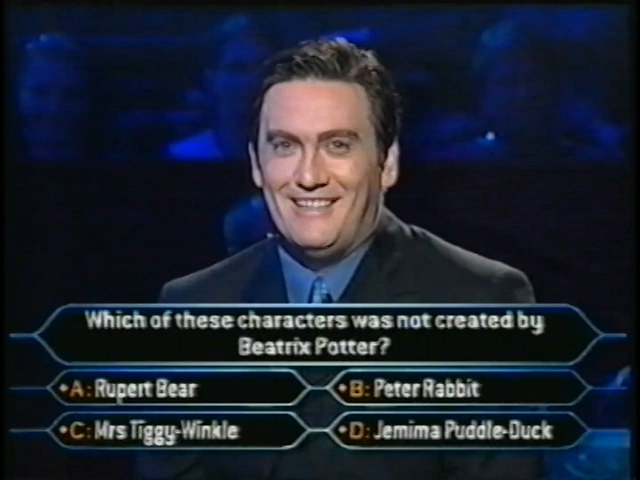 Which of these characters was not created by
Beatrix Potter?
A: Rupert Bear
B: Peter Rabbit
C: Mrs Tiggy-Winkle
D: Jemima Puddle-Duck